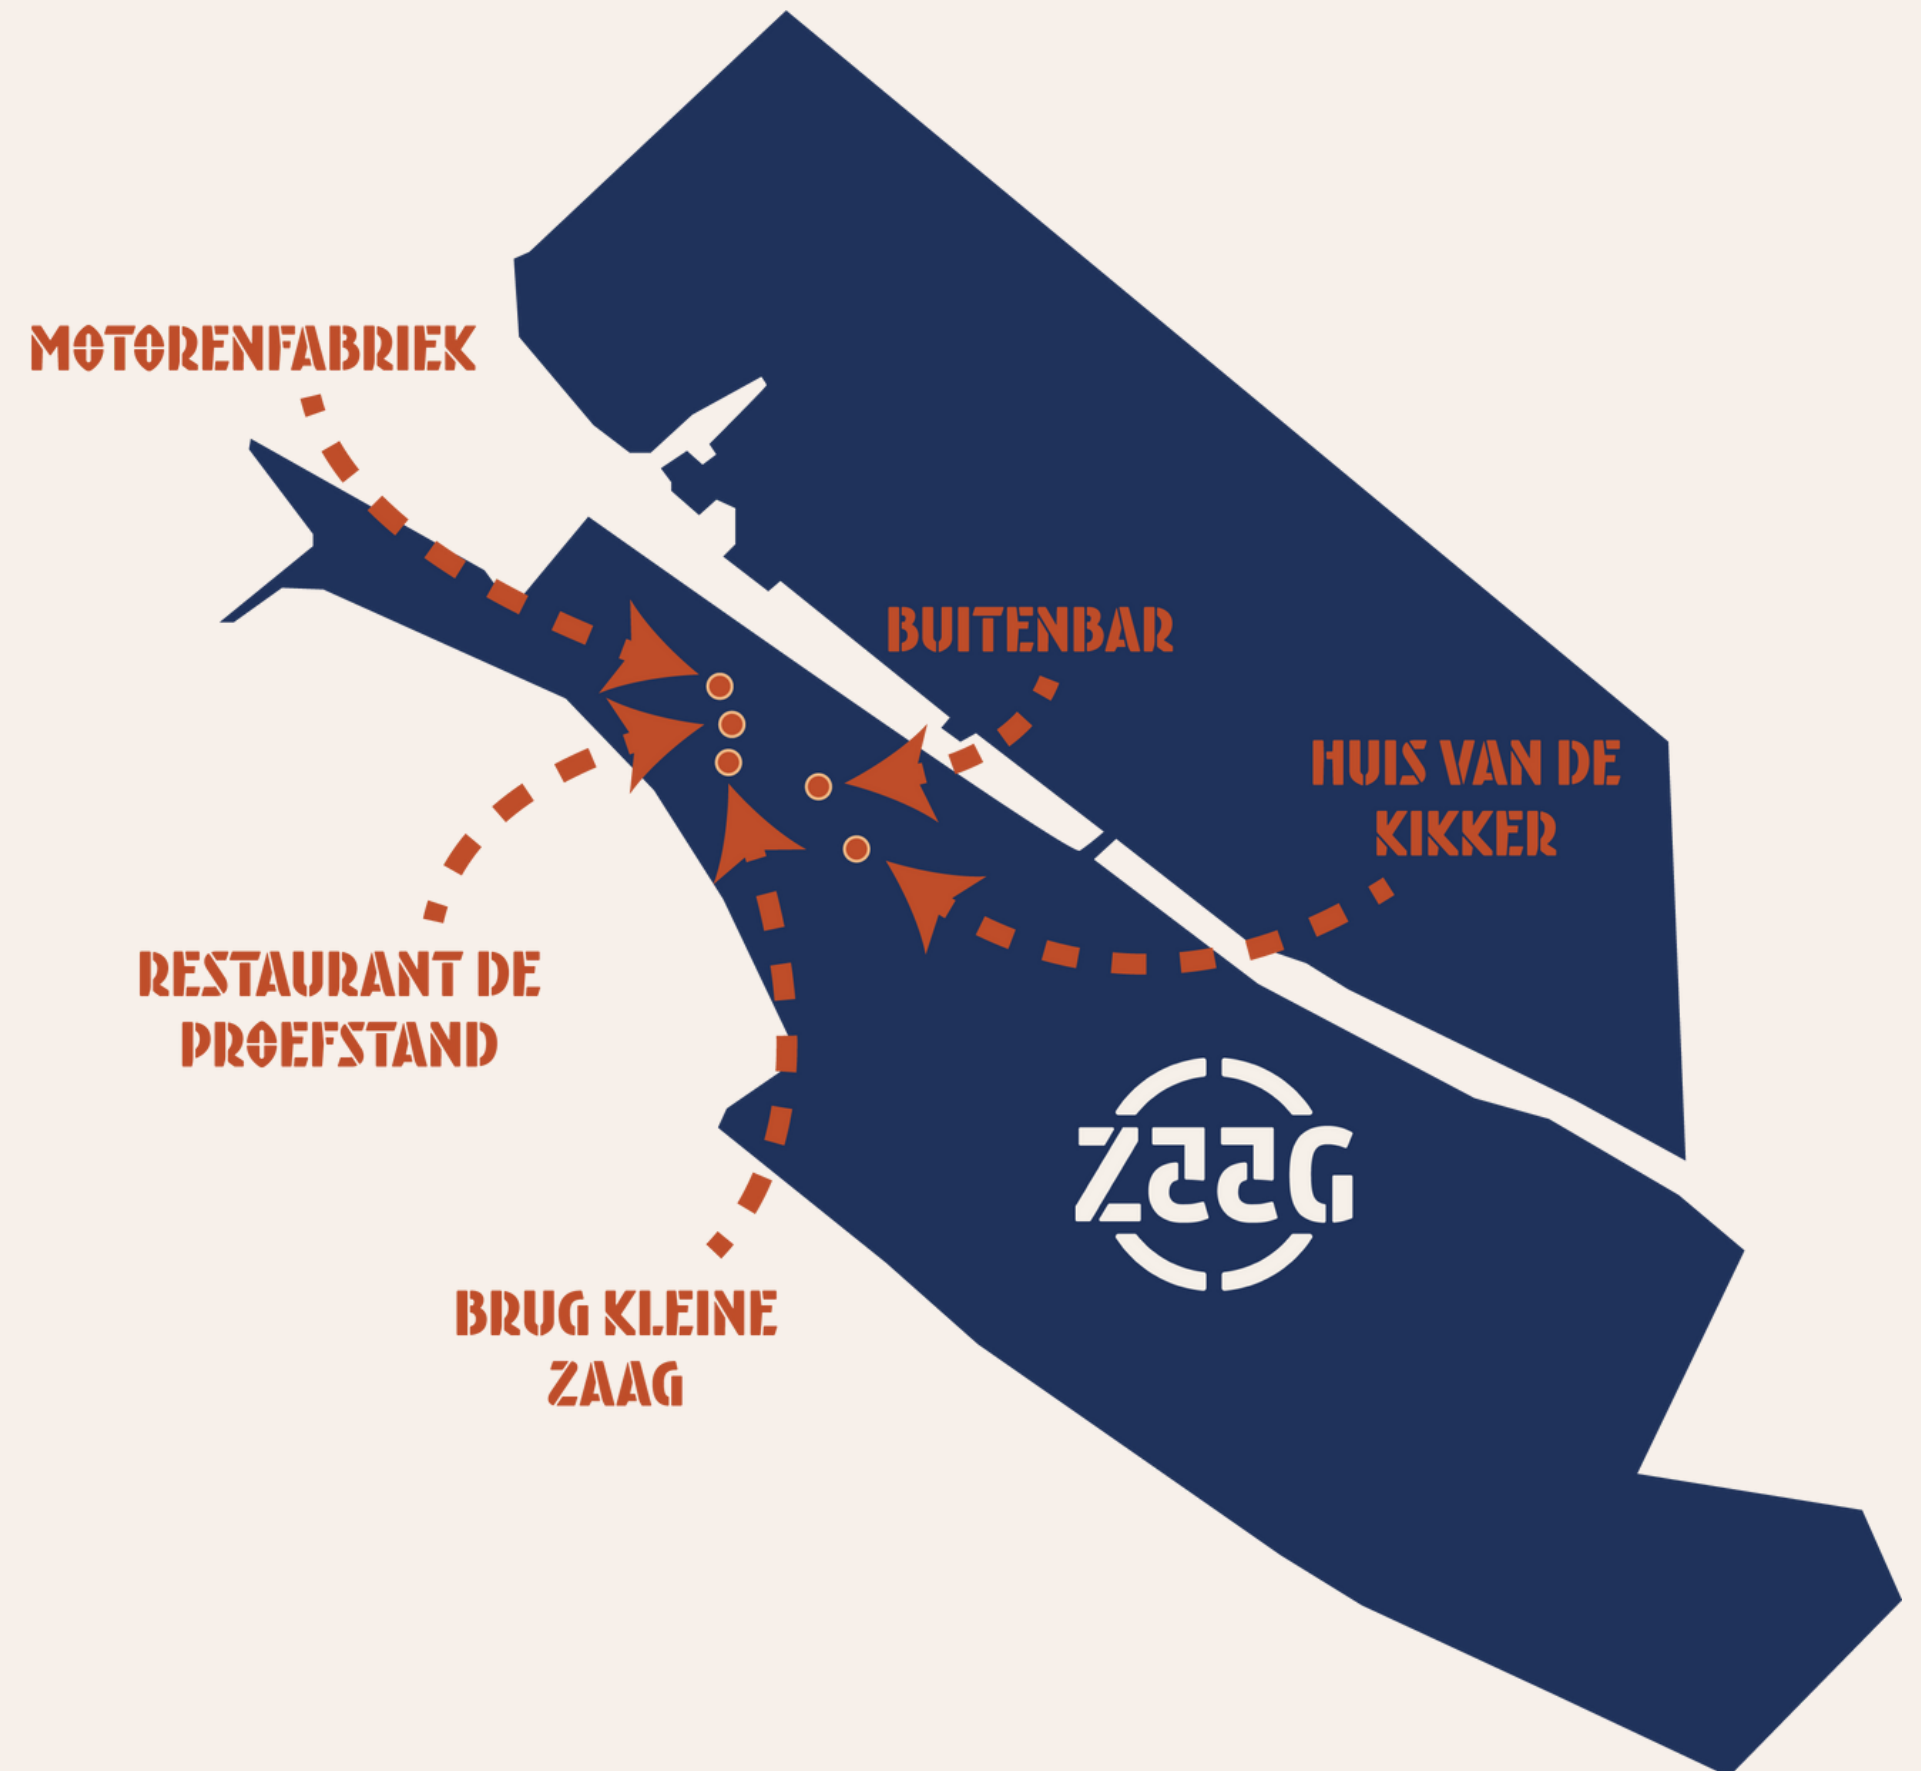 MOTORENFABRIEK
BUITENBAR
HUIS VAN DE
KIKKER
RESTAURANT DE
PROEFSTAND
ZAAG
BRUG KLEINE
ZAAG